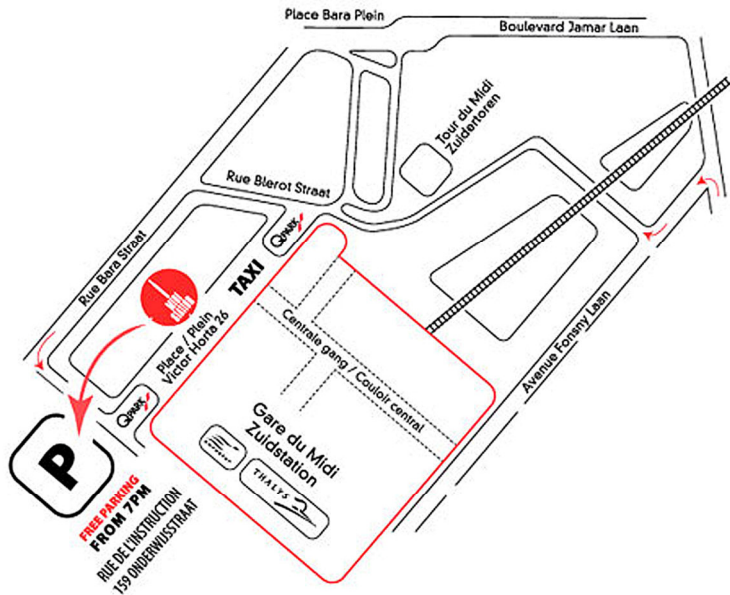 Place Bara Plein
Boulevard Jamar Laan
Tour du Midi
Zuidertoren
Rue Blerot Straat
QPARK
Rue Bara Straat
TAXI
Place / Plein
Victor Horta 26
Centrale gang / Couloir central
Avenue Fonsny Laan
QPARK
Gare du Midi
Zuidstation
THALYS
P
FREE PARKING
FROM 7PM
RUE DE L'INSTRUCTION
159 ONDERWIJSSTRAAT